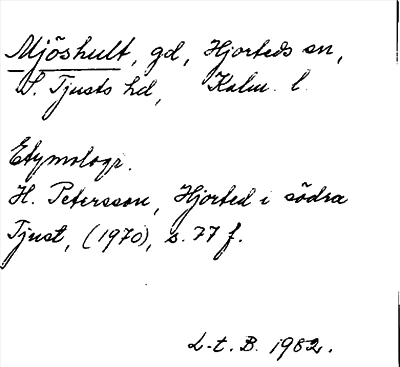 Mjöshult, gd, Hjorteds sn,
S. Tjusts hd, Kalm. l.
Etymologi.
H. Petersson, Hjorted i södra
Tjust, (1970), s. 77 f.
L-t. B. 1982.